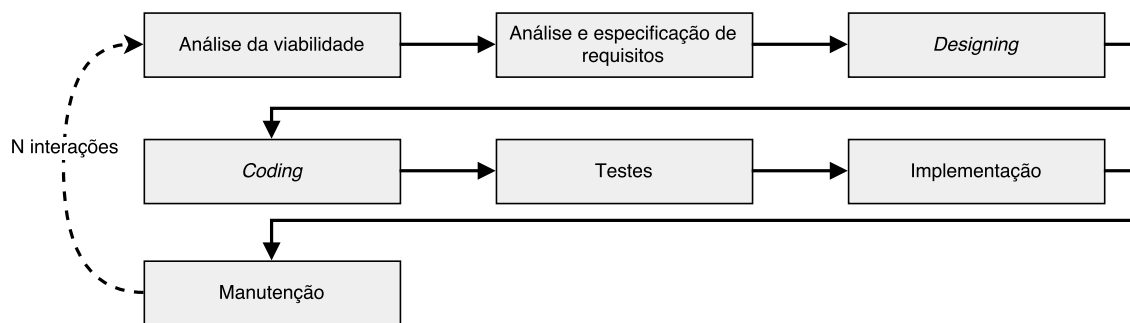 Análise da viabilidade
Análise e especificação de
requisitos
Designing
N interações
Coding
Testes
Implementação
Manutenção